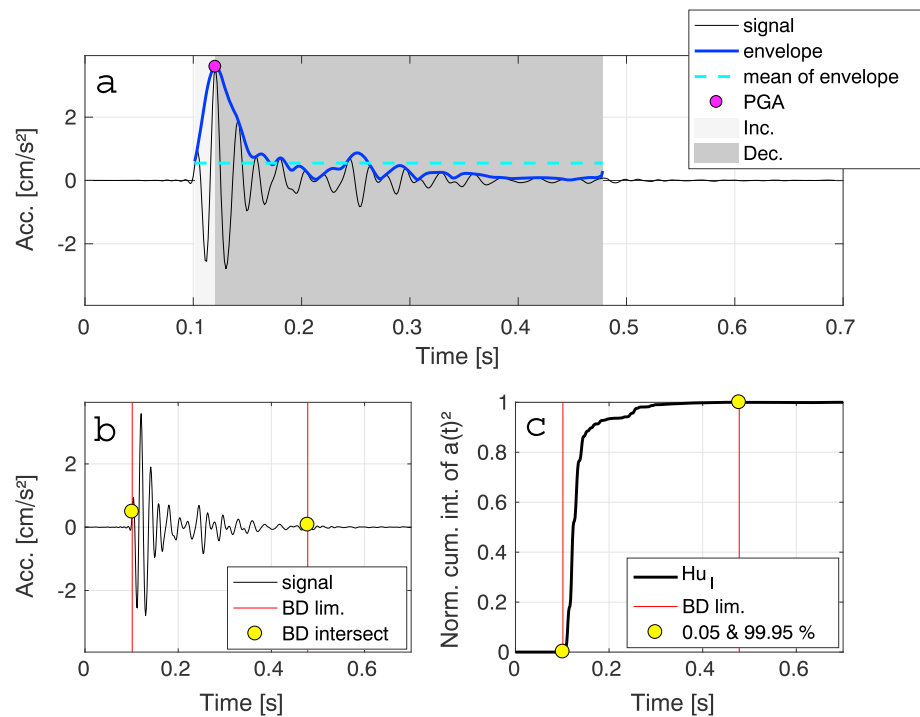 signal
envelope
mean of envelope
PGA
Inc.
Dec.
a
2
0
-2
Acc. [cm/s²]
0 0.1 0.2 0.3 0.4 0.5 0.6 0.7
Time [s]
b
2
0
-2
Acc. [cm/s²]
signal
BD lim.
BD intersect
0 0.2 0.4 0.6
Time [s]
c
1
0.8
0.6
0.4
0.2
0
Norm. cum. int. of a(t)²
Hu I
BD lim.
0.05 & 99.95 %
0 0.2 0.4 0.6
Time [s]